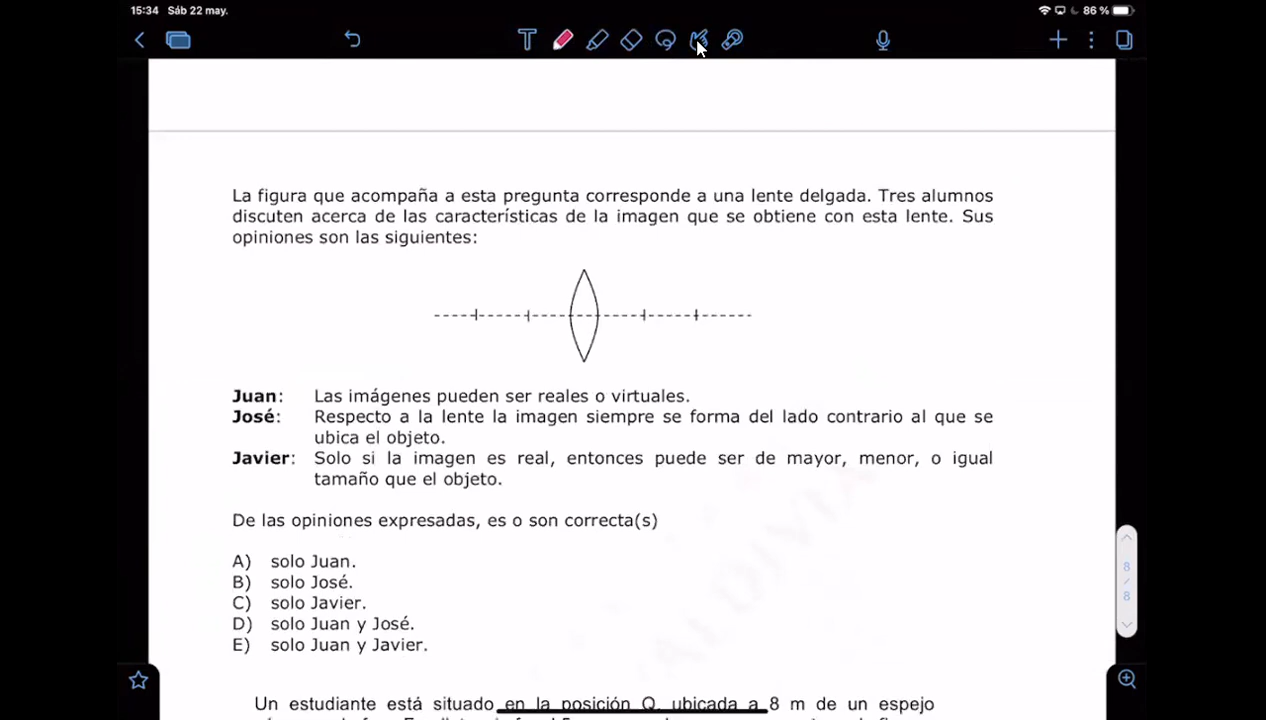 15:34 Sáb 22 may.
86 %
La figura que acompaña a esta pregunta corresponde a una lente delgada. Tres alumnos
discuten acerca de las características de la imagen que se obtiene con esta lente. Sus
opiniones son las siguientes:
Juan: Las imágenes pueden ser reales o virtuales.
José: Respecto a la lente la imagen siempre se forma del lado contrario al que se
ubica el objeto.
Javier: Solo si la imagen es real, entonces puede ser de mayor, menor, o igual
tamaño que el objeto.
De las opiniones expresadas, es o son correcta(s)
A) solo Juan.
B) solo José.
C) solo Javier.
D) solo Juan y José.
E) solo Juan y Javier.
8
/
8
Un estudiante está situado en la posición Q, ubicada a 8 m de un espejo